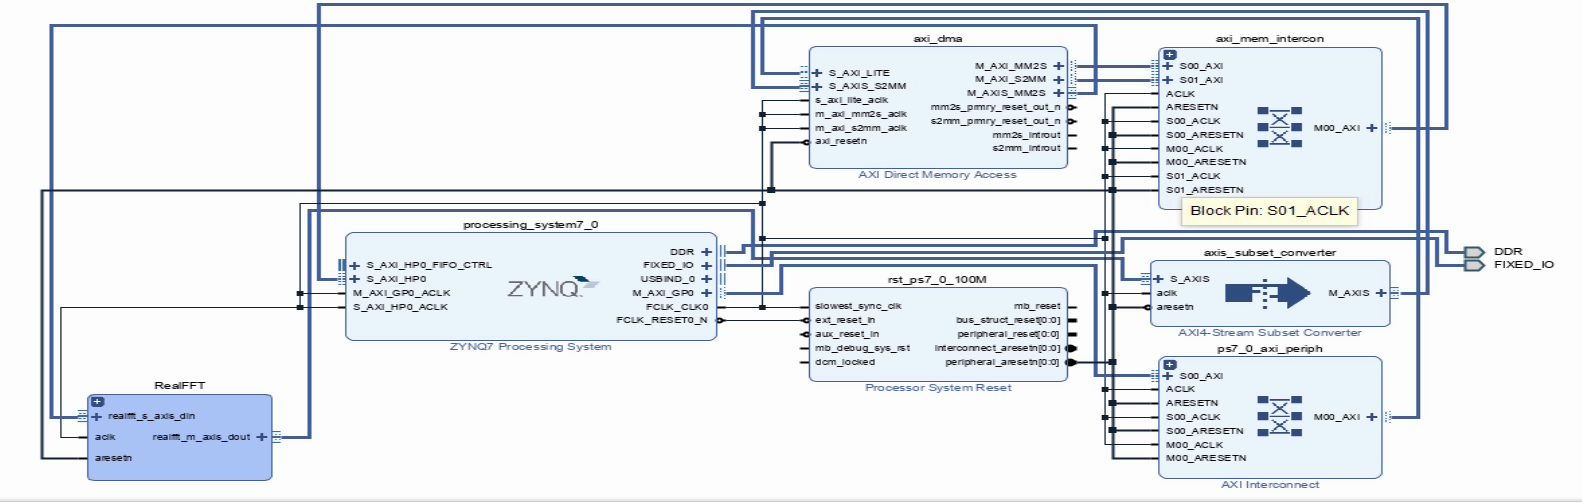 axi_dma
S_AXI_LITE
S_AXIS_S2MM
s_axi_lite_aclk
m_axi_mm2s_aclk
m_axi_s2mm_aclk
axi_resetn
M_AXI_MM2S
M_AXI_S2MM
M_AXIS_MM2S
mm2s_prmry_reset_out_n
s2mm_prmry_reset_out_n
mm2s_introut
s2mm_introut
AXI Direct Memory Access
axi_mem_intercon
S00_AXI
S01_AXI
ACLK
ARESETN
S00_ACLK
S00_ARESETN
M00_ACLK
M00_ARESETN
S01_ACLK
S01_ARESETN
M00_AXI
Block Pin: S01_ACLK
processing_system7_0
S_AXI_HP0_FIFO_CTRL
S_AXI_HP0
M_AXI_GP0_ACLK
S_AXI_HP0_ACLK
ZYNQ
DDR
FIXED_IO
USBIND_0
M_AXI_GP0
FCLK_CLK0
FCLK_RESET0_N
ZYNQ7 Processing System
rst_ps7_0_100M
slowest_sync_clk
ext_reset_in
aux_reset_in
mb_debug_sys_rst
dcm_locked
mb_reset
bus_struct_reset[0:0]
peripheral_reset[0:0]
interconnect_aresetn[0:0]
peripheral_aresetn[0:0]
Processor System Reset
axis_subset_converter
S_AXIS
aclk
aresetn
M_AXIS
AXI4-Stream Subset Converter
DDR
FIXED_IO
ps7_0_axi_periph
S00_AXI
ACLK
ARESETN
S00_ACLK
S00_ARESETN
M00_ACLK
M00_ARESETN
M00_AXI
AXI Interconnect
RealFFT
realfft_s_axis_din
aclk
aresetn
realfft_m_axis_dout